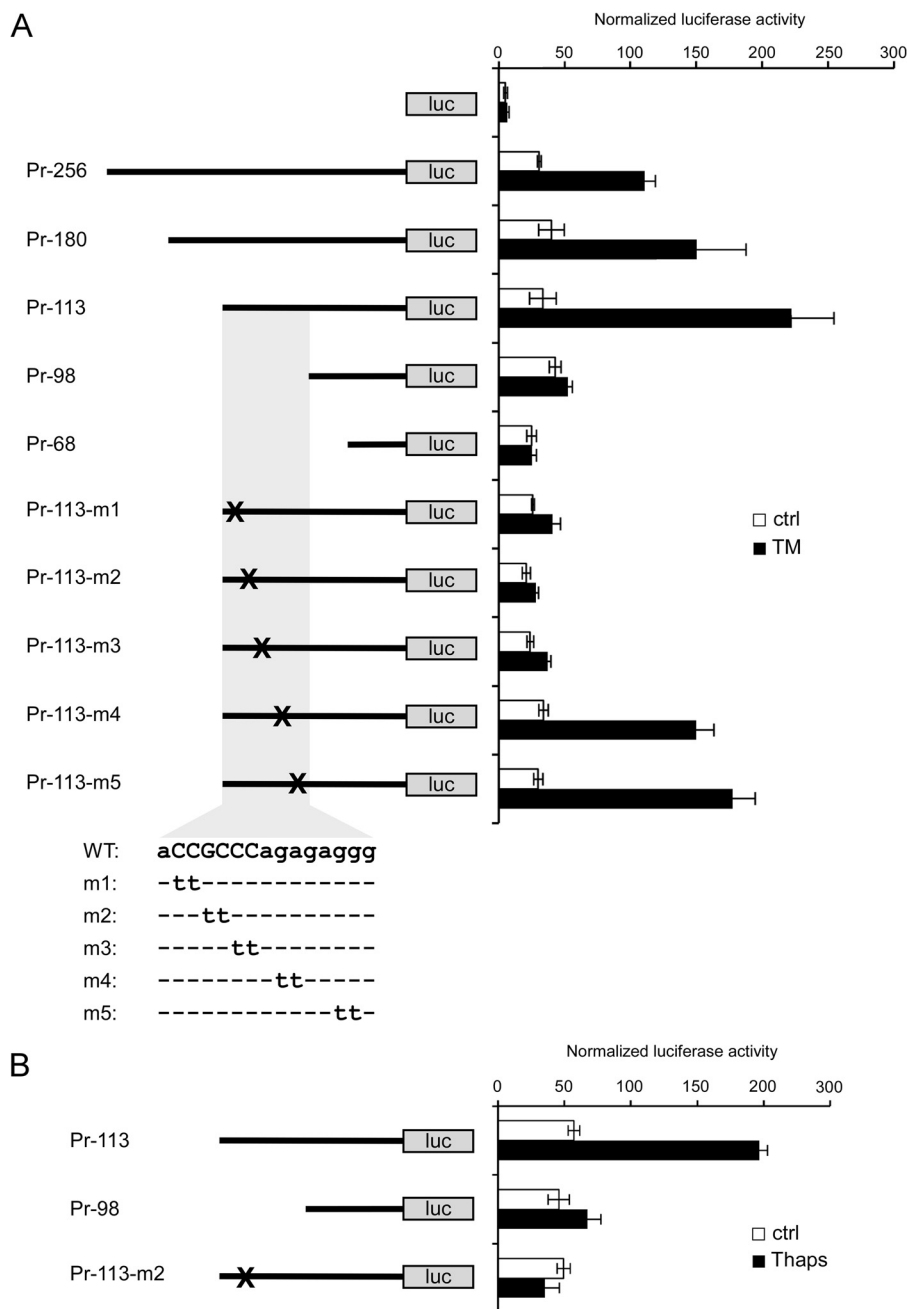 A
Normalized luciferase activity
0 50 100 150 200 250 300
luc
Pr-256 luc
Pr-180 luc
Pr-113 luc
Pr-98 luc
Pr-68 luc
Pr-113-m1 X luc
ctrl
TM
Pr-113-m2 X luc
Pr-113-m3 X luc
Pr-113-m4 X luc
Pr-113-m5 X luc
WT: aCCGCCCagagaggg
m1: -tt------------
m2: ---tt----------
m3: -----tt--------
m4: --------tt-----
m5: ------------tt-
B
Normalized luciferase activity
0 50 100 150 200 300
Pr-113 luc
Pr-98 luc
ctrl
Thaps
Pr-113-m2 X luc